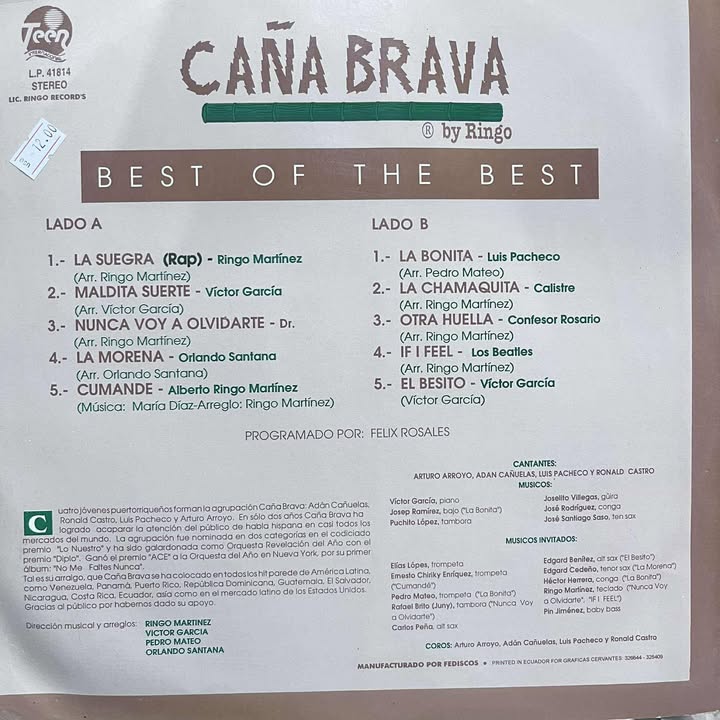 Teen
L.P. 41814
STEREO
LIC. RINGO RECORD'S
12.00
CAÑA BRAVA
® by Ringo
BEST OF THE BEST
LADO A
1.- LA SUEGRA (Rap) - Ringo Martínez
(Arr. Ringo Martínez)
2.- MALDITA SUERTE - Víctor García
(Arr. Víctor García)
3.- NUNCA VOY A OLVIDARTE - Dr.
(Arr. Ringo Martínez)
4.- LA MORENA - Orlando Santana
(Arr. Orlando Santana)
5.- CUMANDE - Alberto Ringo Martínez
(Música: María Díaz-Arreglo: Ringo Martínez)
LADO B
1.- LA BONITA - Luis Pacheco
(Arr. Pedro Mateo)
2.- LA CHAMAQUITA - Calistre
(Arr. Ringo Martínez)
3.- OTRA HUELLA - Confesor Rosario
(Arr. Ringo Martínez)
4.- IF I FEEL - Los Beatles
(Arr. Ringo Martínez)
5.- EL BESITO - Víctor García
(Víctor García)
PROGRAMADO POR: FELIX ROSALES
Cuatro jóvenes puertorriqueños forman la agrupación Caña Brava: Adán Cañuelas,
Ronald Castro, Luis Pacheco y Arturo Arroyo. En sólo dos años Caña Brava ha
logrado acaparar la atención del público de habla hispana en casi todos los
mercados del mundo. La agrupación fue nominada en dos categorías en el codiciado
premio "Lo Nuestro" y ha sido galardonada como Orquesta Revelación del Año con el
premio "Diplo". Ganó el premio "ACE" a la Orquesta del Año en Nueva York, por su primer
álbum: "No Me Faltes Nunca".
Tal es su arraigo, que Caña Brava se ha colocado en todos los hit parade de América Latina,
como Venezuela, Panamá, Puerto Rico, República Dominicana, Guatemala, El Salvador,
Nicaragua, Costa Rica, Ecuador, así como en el mercado latino de los Estados Unidos.
Gracias al público por habernos dado su apoyo.
Dirección musical y arreglos: RINGO MARTINEZ
VICTOR GARCIA
PEDRO MATEO
ORLANDO SANTANA
CANTANTES:
ARTURO ARROYO, ADAN CAÑUELAS, LUIS PACHECO Y RONALD CASTRO
MUSICOS:
Víctor García, piano
Josep Ramírez, bajo ("La Bonita")
Puchito López, tambora
Joselito Villegas, güira
José Rodríguez, conga
José Santiago Saso, ten sax
MUSICOS INVITADOS:
Elías López, trompeta
Ernesto Chirky Enríquez, trompeta
("Cumandé")
Pedro Mateo, trompeta ("La Bonita")
Rafael Brito (Juny), tambora ("Nunca Voy
a Olvidarte")
Carlos Peña, alt sax
Edgard Benítez, alt sax ("El Besito")
Edgard Cedeño, tenor sax ("La Morena")
Héctor Herrera, conga ("La Bonita")
Ringo Martínez, teclado ("Nunca Voy
a Olvidarte". "IF I FEEL")
Pin Jiménez, baby bass
COROS: Arturo Arroyo, Adán Cañuelas, Luis Pacheco y Ronald Castro
MANUFACTURADO POR FEDISCOS • PRINTED IN ECUADOR FOR GRAFICAS CERVANTES: 326644 - 325409